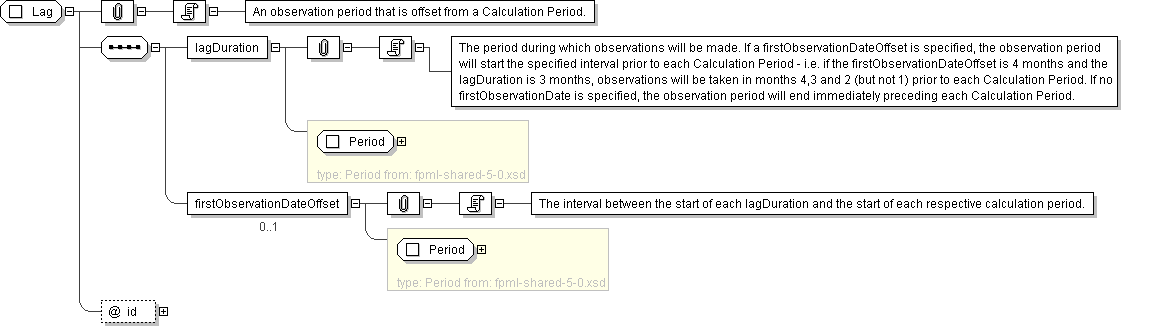 Lag
An observation period that is offset from a Calculation Period.
lagDuration
The period during which observations will be made. If a firstObservationDateOffset is specified, the observation period
will start the specified interval prior to each Calculation Period - i.e. if the firstObservationDateOffset is 4 months and the
lagDuration is 3 months, observations will be taken in months 4,3 and 2 (but not 1) prior to each Calculation Period. If no
firstObservationDate is specified, the observation period will end immediately preceding each Calculation Period.
Period
type: Period from: fpml-shared-5-0.xsd
firstObservationDateOffset
The interval between the start of each lagDuration and the start of each respective calculation period.
0..1
Period
type: Period from: fpml-shared-5-0.xsd
@ id